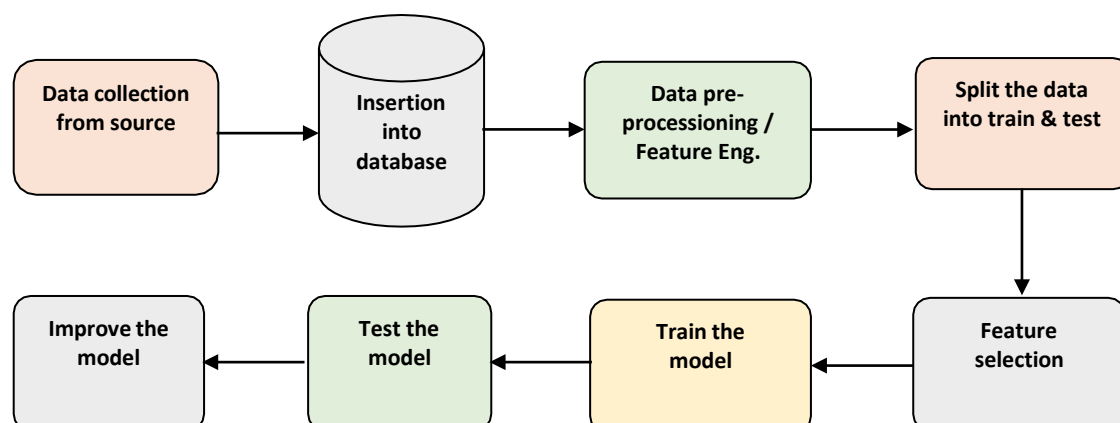 Data collection
from source
Insertion
into
database
Data pre-
processioning /
Feature Eng.
Split the data
into train & test
Improve the
model
Test the
model
Train the
model
Feature
selection